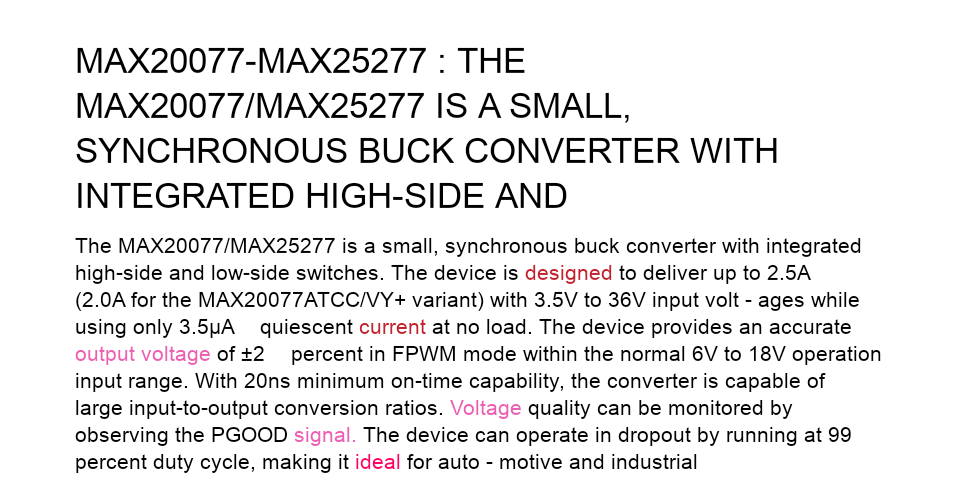 MAX20077-MAX25277 : THE
MAX20077/MAX25277 IS A SMALL,
SYNCHRONOUS BUCK CONVERTER WITH
INTEGRATED HIGH-SIDE AND
The MAX20077/MAX25277 is a small, synchronous buck converter with integrated
high-side and low-side switches. The device is designed to deliver up to 2.5A
(2.0A for the MAX20077ATCC/VY+ variant) with 3.5V to 36V input volt - ages while
using only 3.5µA quiescent current at no load. The device provides an accurate
output voltage of ±2 percent in FPWM mode within the normal 6V to 18V operation
input range. With 20ns minimum on-time capability, the converter is capable of
large input-to-output conversion ratios. Voltage quality can be monitored by
observing the PGOOD signal. The device can operate in dropout by running at 99
percent duty cycle, making it ideal for auto - motive and industrial